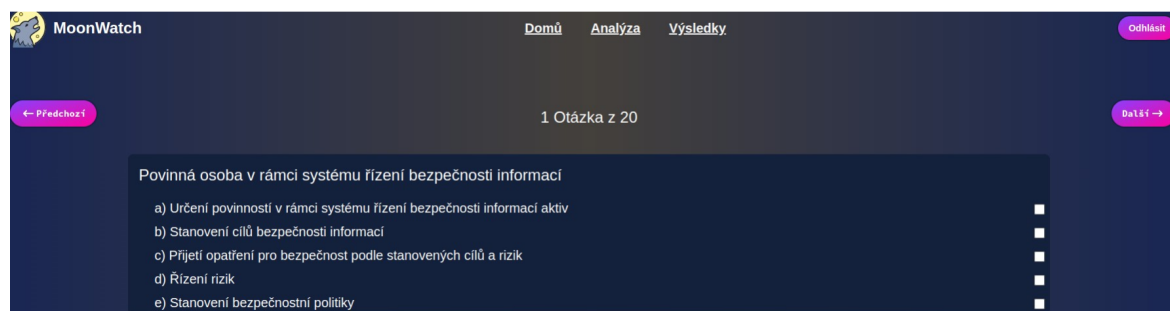 MoonWatch Domů Analýza Výsledky Odhlásit
← Předchozí 1 Otázka z 20 Další →
Povinná osoba v rámci systému řízení bezpečnosti informací
a) Určení povinností v rámci systému řízení bezpečnosti informací aktiv
b) Stanovení cílů bezpečnosti informací
c) Přijetí opatření pro bezpečnost podle stanovených cílů a rizik
d) Řízení rizik
e) Stanovení bezpečnostní politiky